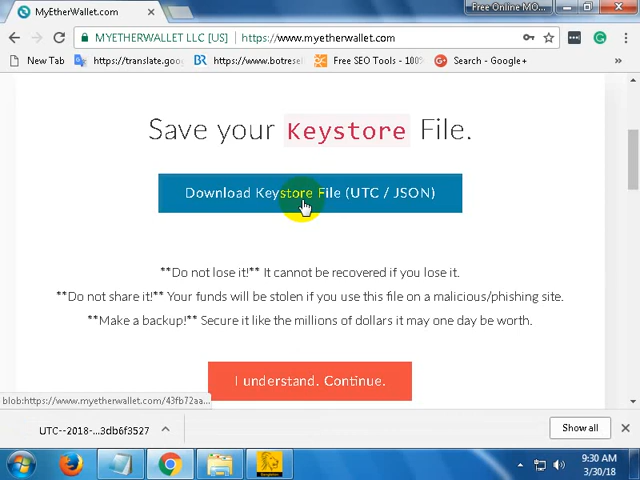 MyEtherWallet.com
Free Online MO...
MYETHERWALLET LLC [US]
https://www.myetherwallet.com
New Tab
https://translate.goo
BR
https://www.botresel
Free SEO Tools - 100%
Search - Google+
Save your Keystore File.
Download Keystore File (UTC / JSON)
**Do not lose it!** It cannot be recovered if you lose it.
**Do not share it!** Your funds will be stolen if you use this file on a malicious/phishing site.
**Make a backup!** Secure it like the millions of dollars it may one day be worth.
I understand. Continue.
blob:https://www.myetherwallet.com/43fb72aa...
UTC--2018-...3db6f3527
Show all
9:30 AM
3/30/18